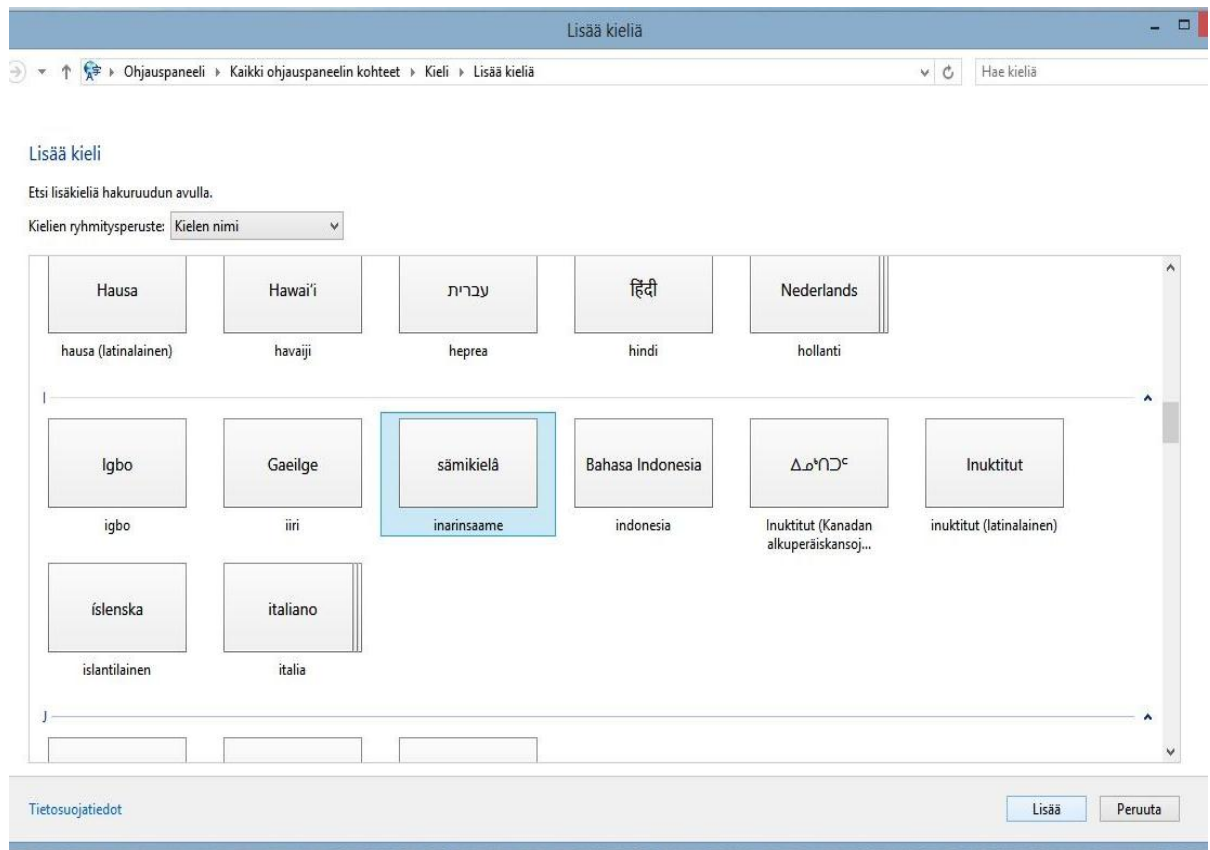 Lisää kieliä
Ohjauspaneeli ▸ Kaikki ohjauspaneelin kohteet ▸ Kieli ▸ Lisää kieliä
Hae kieliä
Lisää kieli
Etsi lisäkieliä hakuruudun avulla.
Kielien ryhmitysperuste: Kielen nimi
Hausa Hawai'i עברית हिंदी Nederlands
hausa (latinalainen) havaiji heprea hindi hollanti
I
Igbo Gaeilge sämikielâ Bahasa Indonesia ᐃᓄᒃᑎᑐᑦ Inuktitut
igbo iiri inarinsaame indonesia Inuktitut (Kanadan alkuperäiskansoj... inuktitut (latinalainen)
íslenska italiano
islantilainen italia
J
Tietosuojatiedot Lisää Peruuta